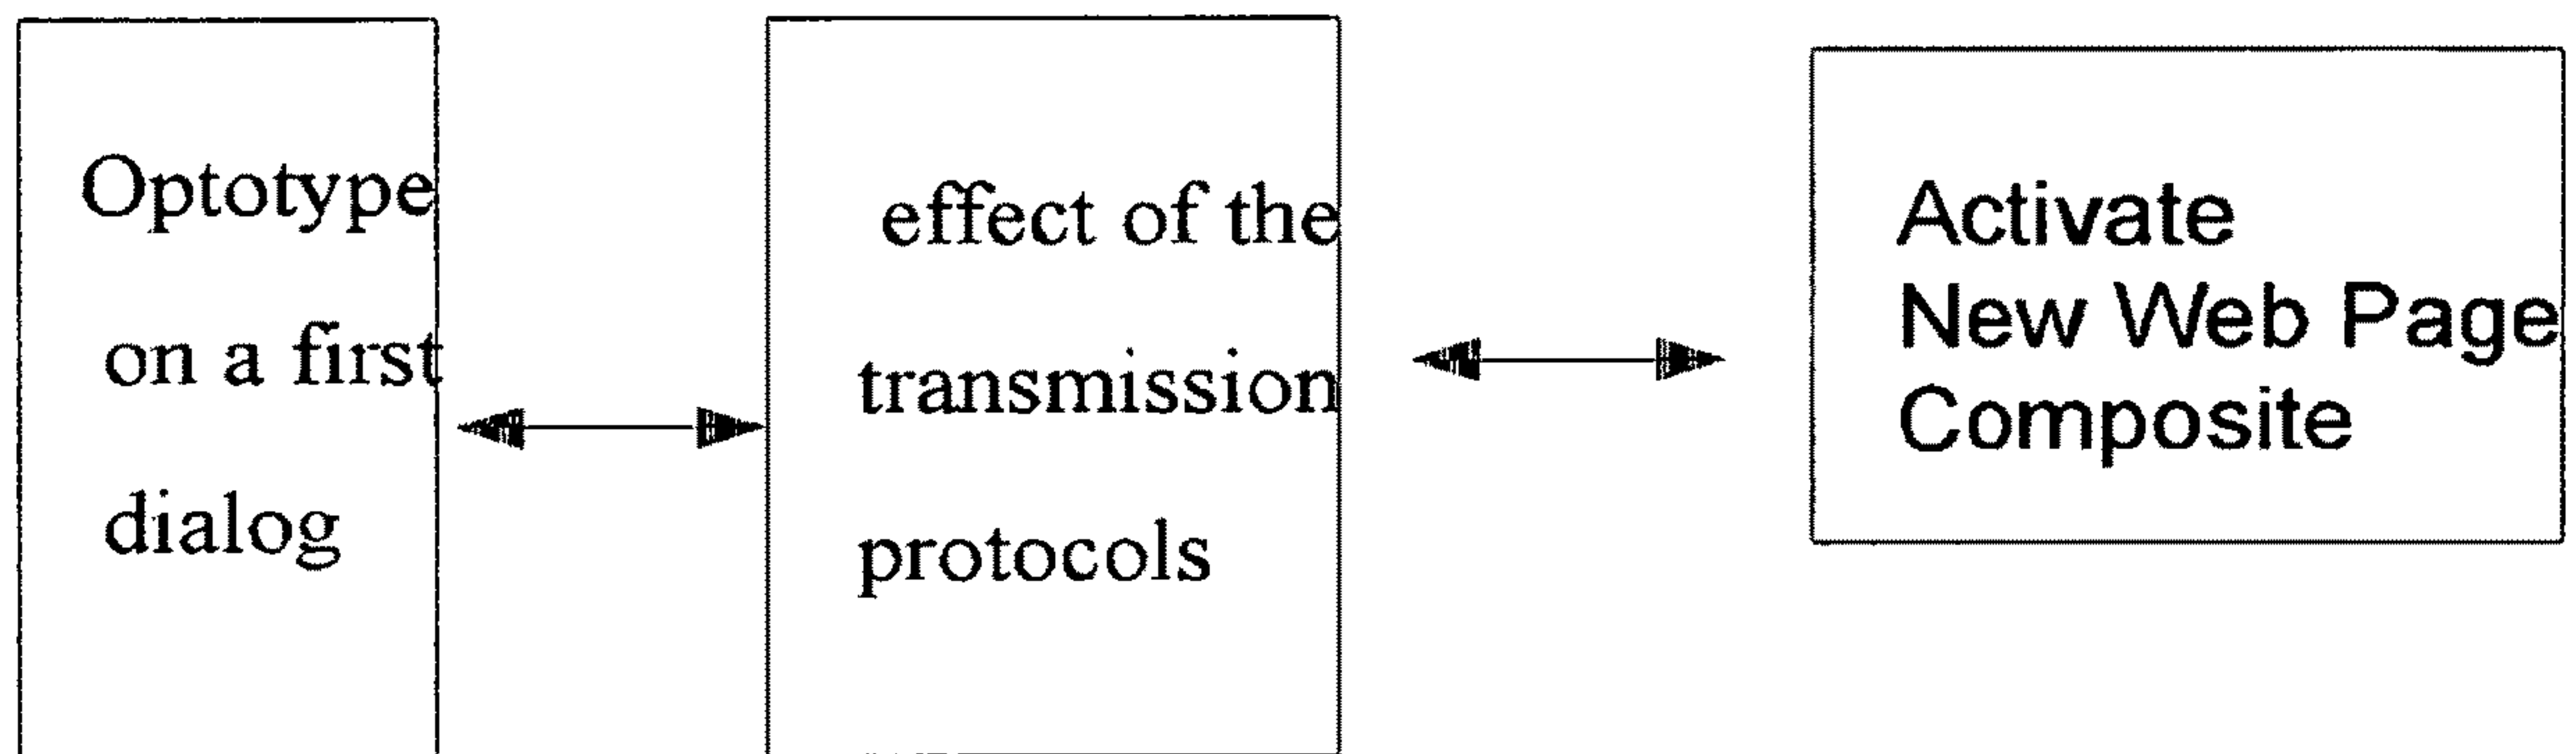 Optotype
on a first
dialog
effect of the
transmission
protocols
Activate
New Web Page
Composite